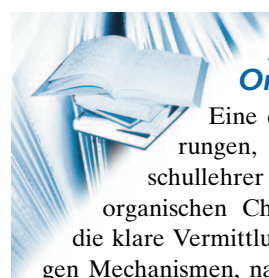 Or
Eine
rungen,
schullehrer
organischen Ch
die klare Vermittlu
gen Mechanismen, na